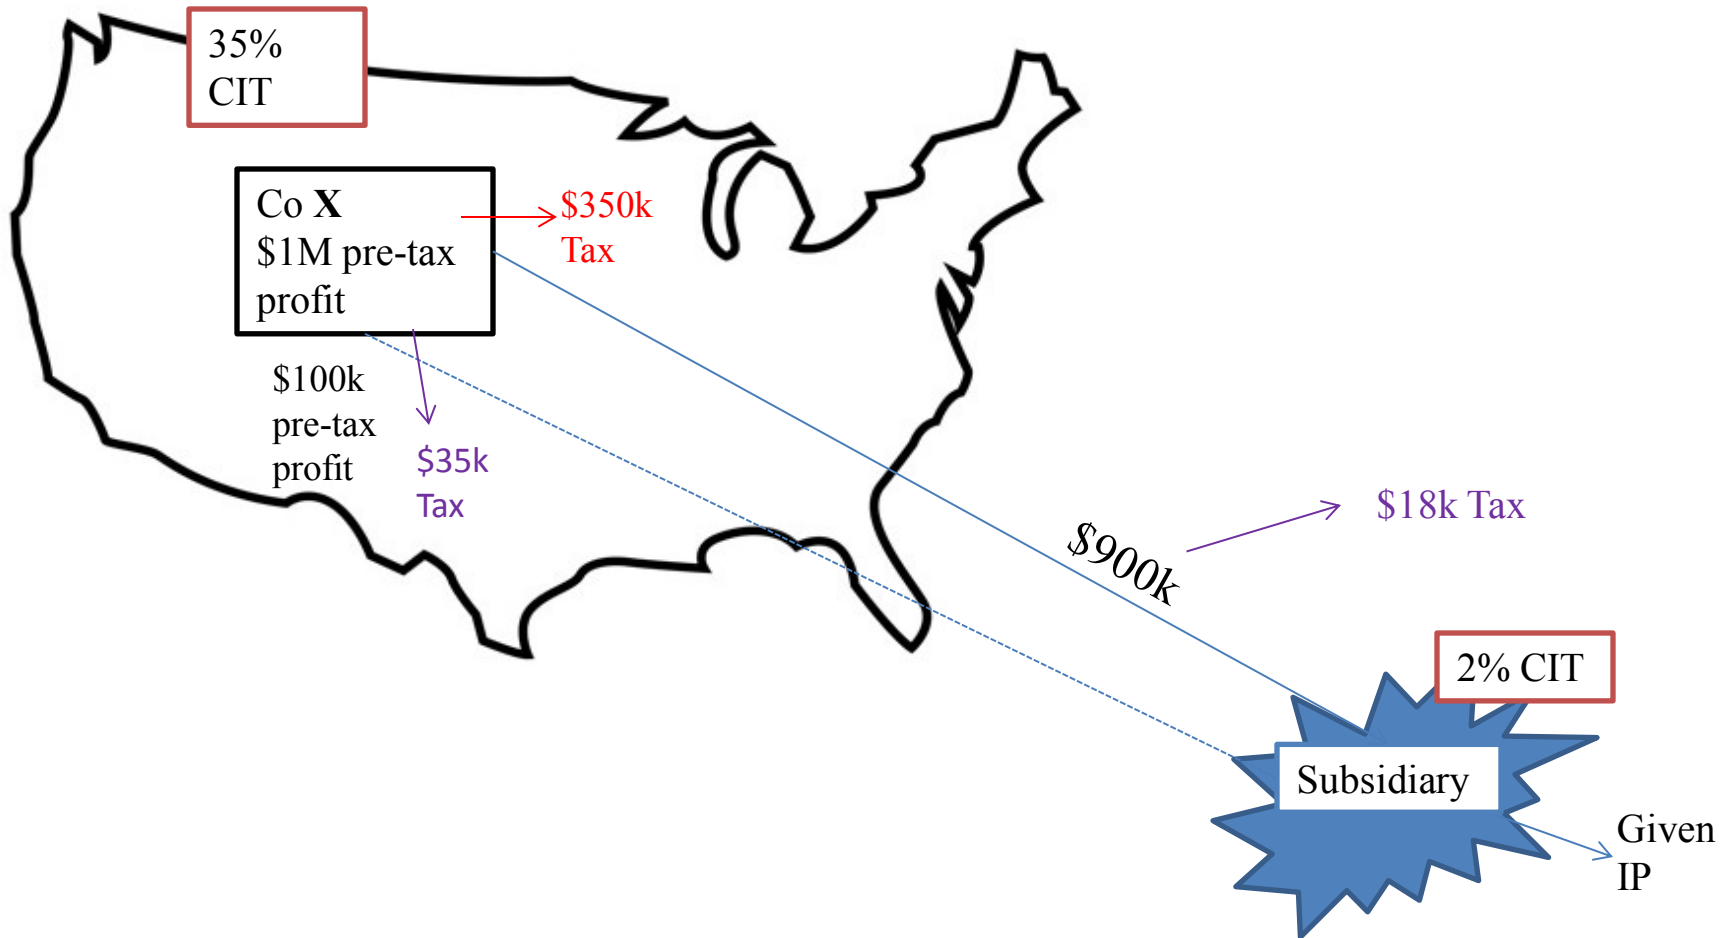 35%
CIT
Co X
$1M pre-tax
profit
$350k
Tax
$100k
pre-tax
profit
$35k
Tax
$900k
$18k Tax
2% CIT
Subsidiary
Given
IP